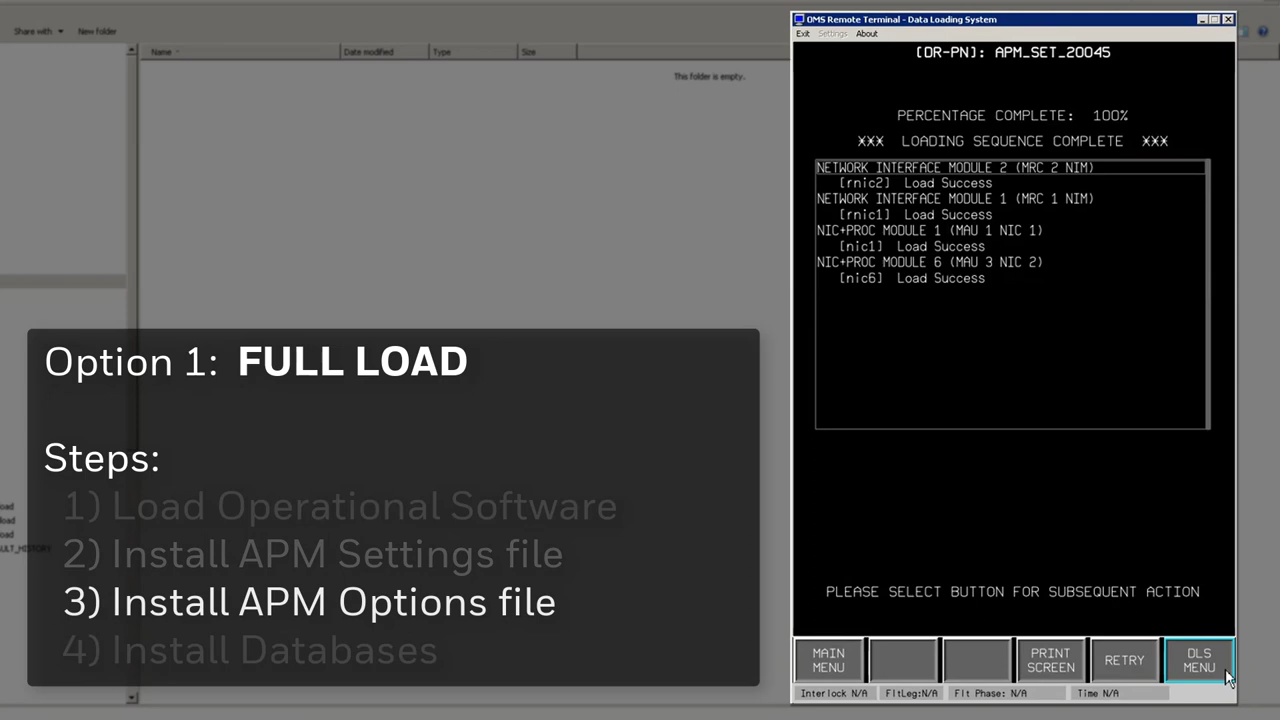 Share with
New folder
Name
Date modified
Type
Size
This folder is empty.
oad
load
oad
AULT_HISTORY
Option 1: FULL LOAD
Steps:
1) Load Operational Software
2) Install APM Settings file
3) Install APM Options file
4) Install Databases
OMS Remote Terminal - Data Loading System
Exit Settings About
[DR-PN]: APM_SET_20045
PERCENTAGE COMPLETE: 100%
*** LOADING SEQUENCE COMPLETE ***
NETWORK INTERFACE MODULE 2 (MRC 2 NIM)
[rnic2] Load Success
NETWORK INTERFACE MODULE 1 (MRC 1 NIM)
[rnic1] Load Success
NIC+PROC MODULE 1 (MAU 1 NIC 1)
[nic1] Load Success
NIC+PROC MODULE 6 (MAU 3 NIC 2)
[nic6] Load Success
PLEASE SELECT BUTTON FOR SUBSEQUENT ACTION
MAIN MENU
PRINT SCREEN
RETRY
DLS MENU
Interlock N/A
FltLeg:N/A
Flt Phase: N/A
Time N/A